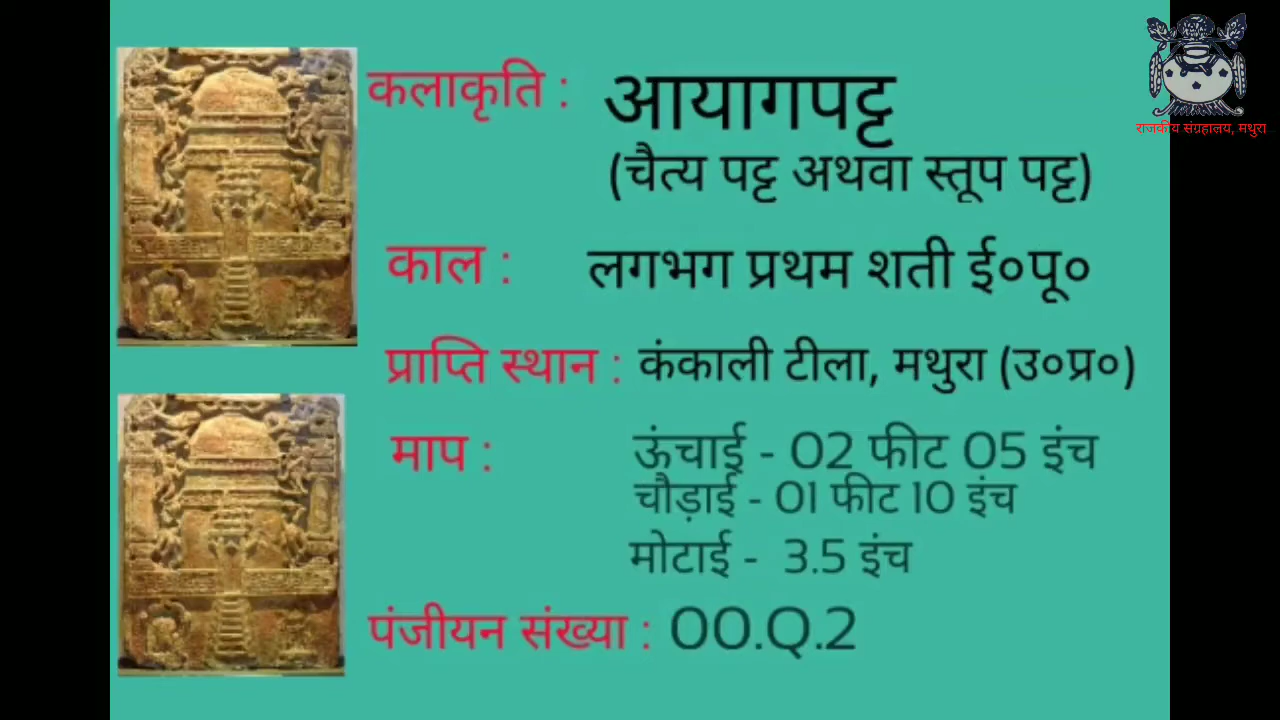 राजकीय संग्रहालय, मथुरा
कलाकृति : आयागपट्ट
(चैत्य पट्ट अथवा स्तूप पट्ट)
काल : लगभग प्रथम शती ई०पू०
प्राप्ति स्थान : कंकाली टीला, मथुरा (उ०प्र०)
माप : ऊंचाई - 02 फीट 05 इंच
चौड़ाई - 01 फीट 10 इंच
मोटाई - 3.5 इंच
पंजीयन संख्या : 00.Q.2